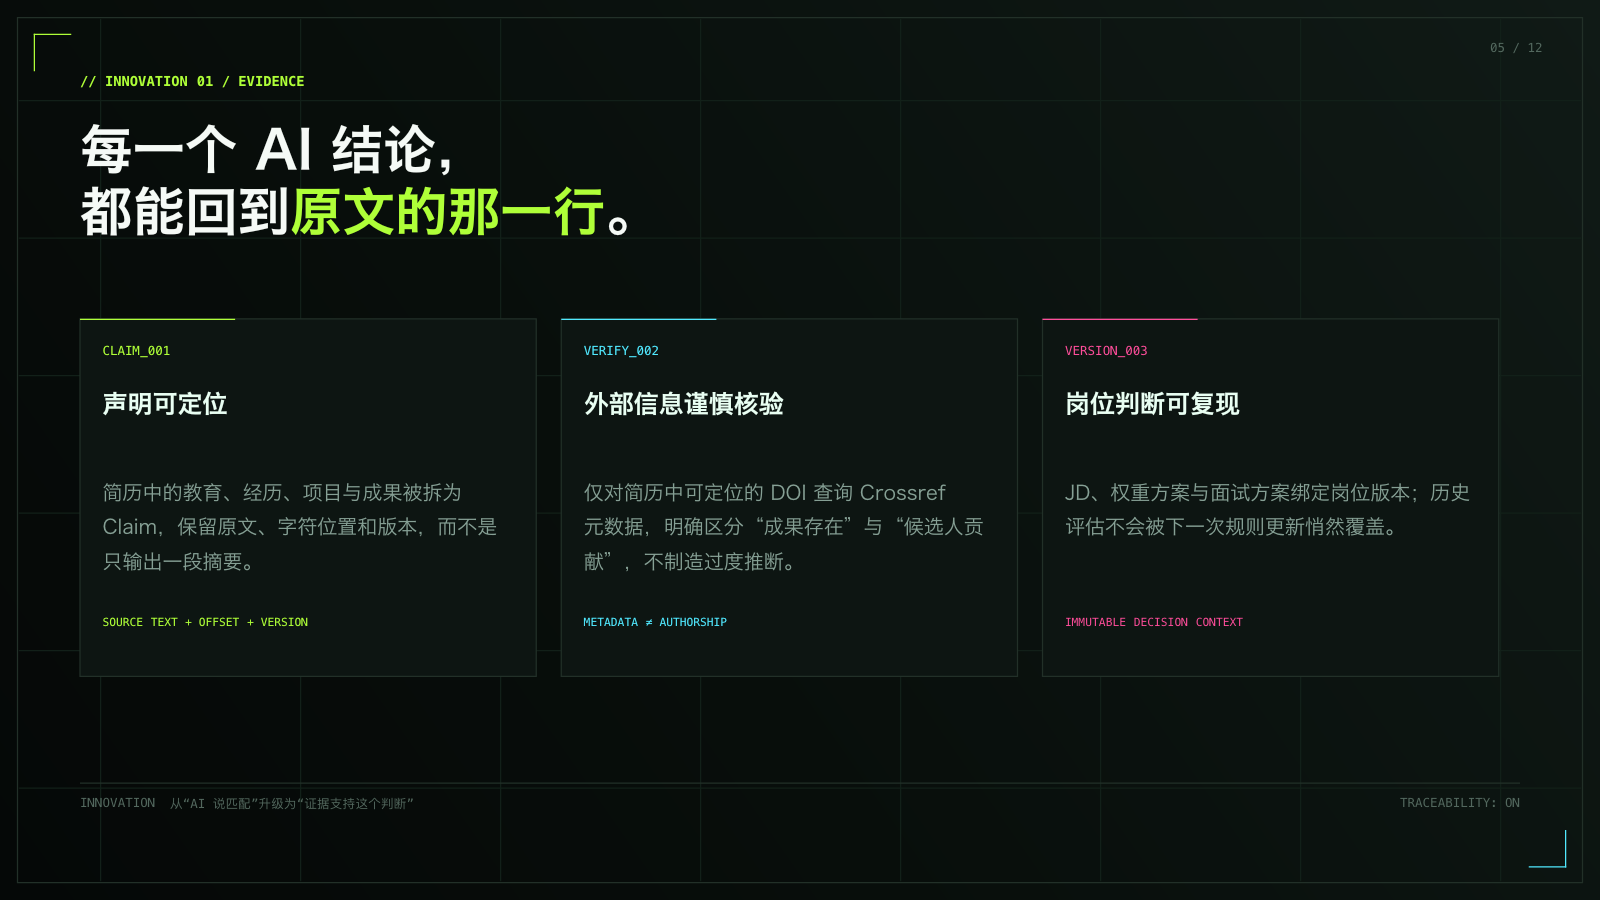 05 / 12
// INNOVATION 01 / EVIDENCE
每一个 AI 结论，
都能回到原文的那一行。
CLAIM_001
声明可定位
简历中的教育、经历、项目与成果被拆为
Claim，保留原文、字符位置和版本，而不是
只输出一段摘要。
SOURCE TEXT + OFFSET + VERSION
VERIFY_002
外部信息谨慎核验
仅对简历中可定位的 DOI 查询 Crossref
元数据，明确区分“成果存在”与“候选人贡
献”，不制造过度推断。
METADATA ≠ AUTHORSHIP
VERSION_003
岗位判断可复现
JD、权重方案与面试方案绑定岗位版本；历史
评估不会被下一次规则更新悄然覆盖。
IMMUTABLE DECISION CONTEXT
INNOVATION 从“AI 说匹配”升级为“证据支持这个判断”
TRACEABILITY: ON